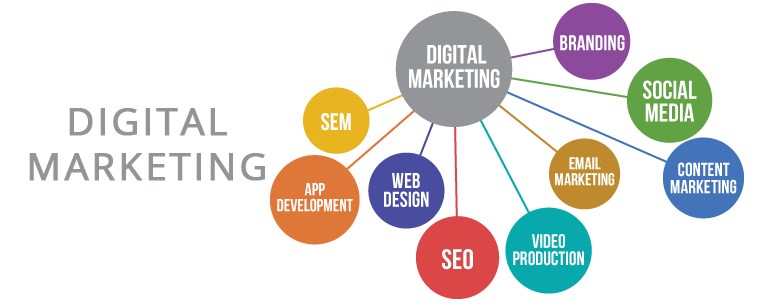 DIGITAL
MARKETING
DIGITAL
MARKETING
BRANDING
SOCIAL
MEDIA
SEM
APP
DEVELOPMENT
WEB
DESIGN
SEO
VIDEO
PRODUCTION
EMAIL
MARKETING
CONTENT
MARKETING